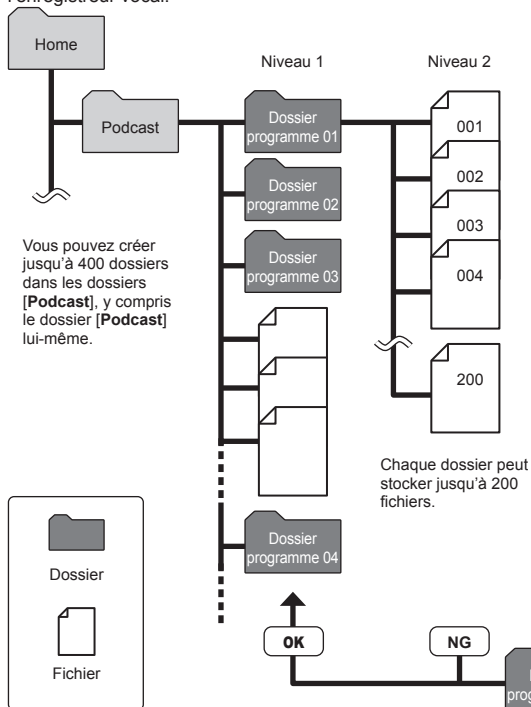 l'enregistreur vocal.
Home
Niveau 1
Niveau 2
Podcast
Dossier
programme 01
001
002
003
004
Dossier
programme 02
Dossier
programme 03
Vous pouvez créer
jusqu'à 400 dossiers
dans les dossiers
[Podcast], y compris
le dossier [Podcast]
lui-même.
200
Chaque dossier peut
stocker jusqu'à 200
fichiers.
Dossier
programme 04
Dossier
Fichier
OK
NG